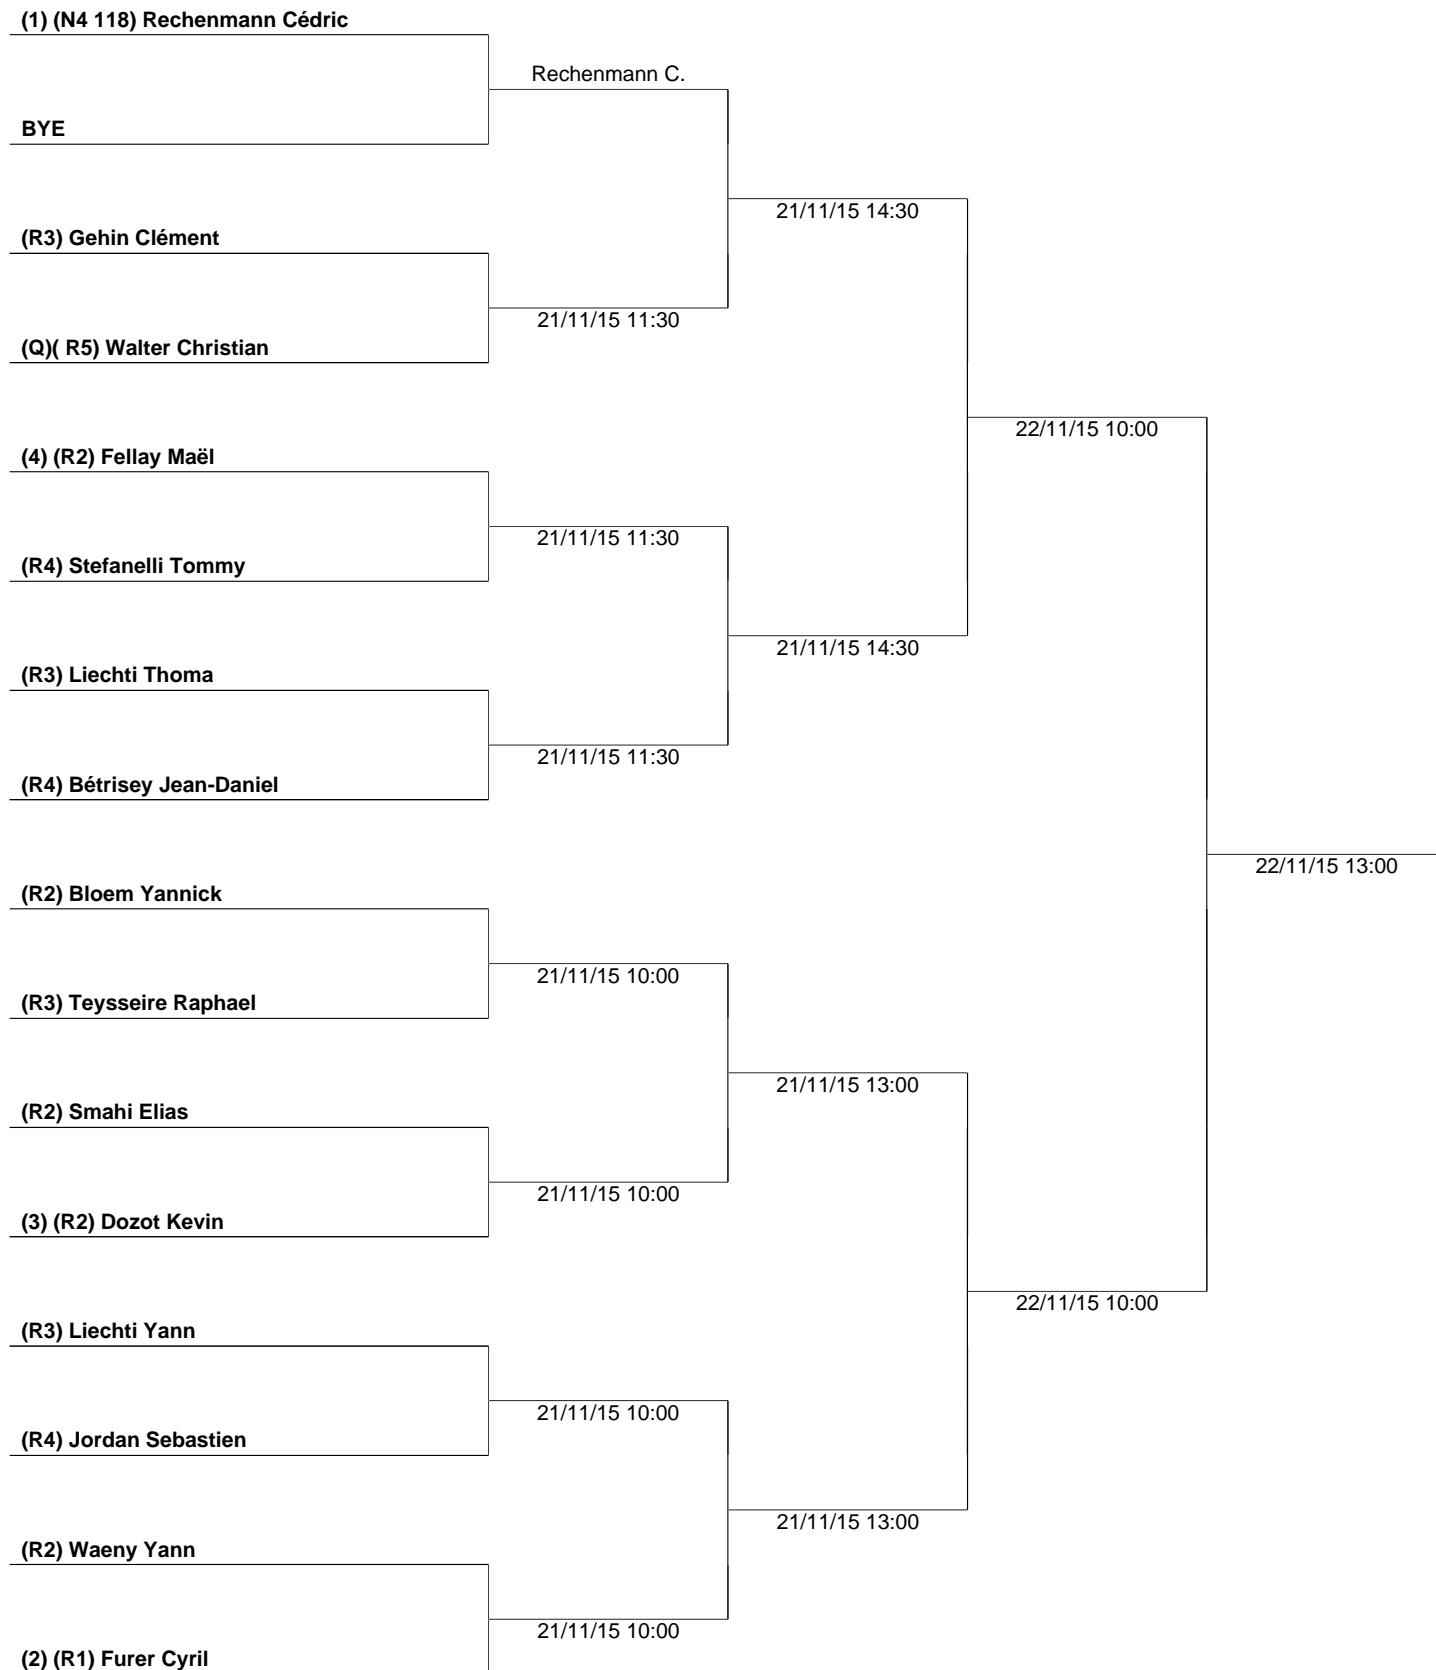 (1) (N4 118) Rechenmann Cédric
Rechenmann C.
BYE
21/11/15 14:30
(R3) Gehin Clément
21/11/15 11:30
(Q)( R5) Walter Christian
22/11/15 10:00
(4) (R2) Fellay Maël
21/11/15 11:30
(R4) Stefanelli Tommy
21/11/15 14:30
(R3) Liechti Thoma
21/11/15 11:30
(R4) Bétrisey Jean-Daniel
22/11/15 13:00
(R2) Bloem Yannick
21/11/15 10:00
(R3) Teysseire Raphael
21/11/15 13:00
(R2) Smahi Elias
21/11/15 10:00
(3) (R2) Dozot Kevin
22/11/15 10:00
(R3) Liechti Yann
21/11/15 10:00
(R4) Jordan Sebastien
21/11/15 13:00
(R2) Waeny Yann
21/11/15 10:00
(2) (R1) Furer Cyril